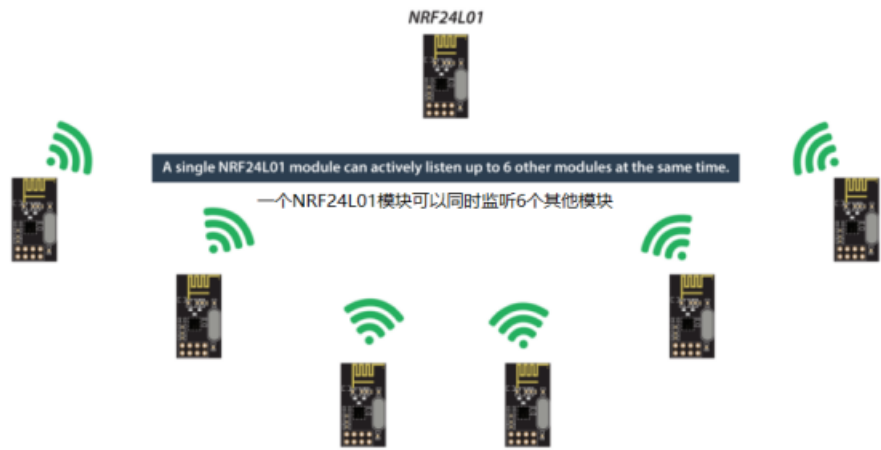 NRF24L01
A single NRF24L01 module can actively listen up to 6 other modules at the same time.
一个NRF24L01模块可以同时监听6个其他模块